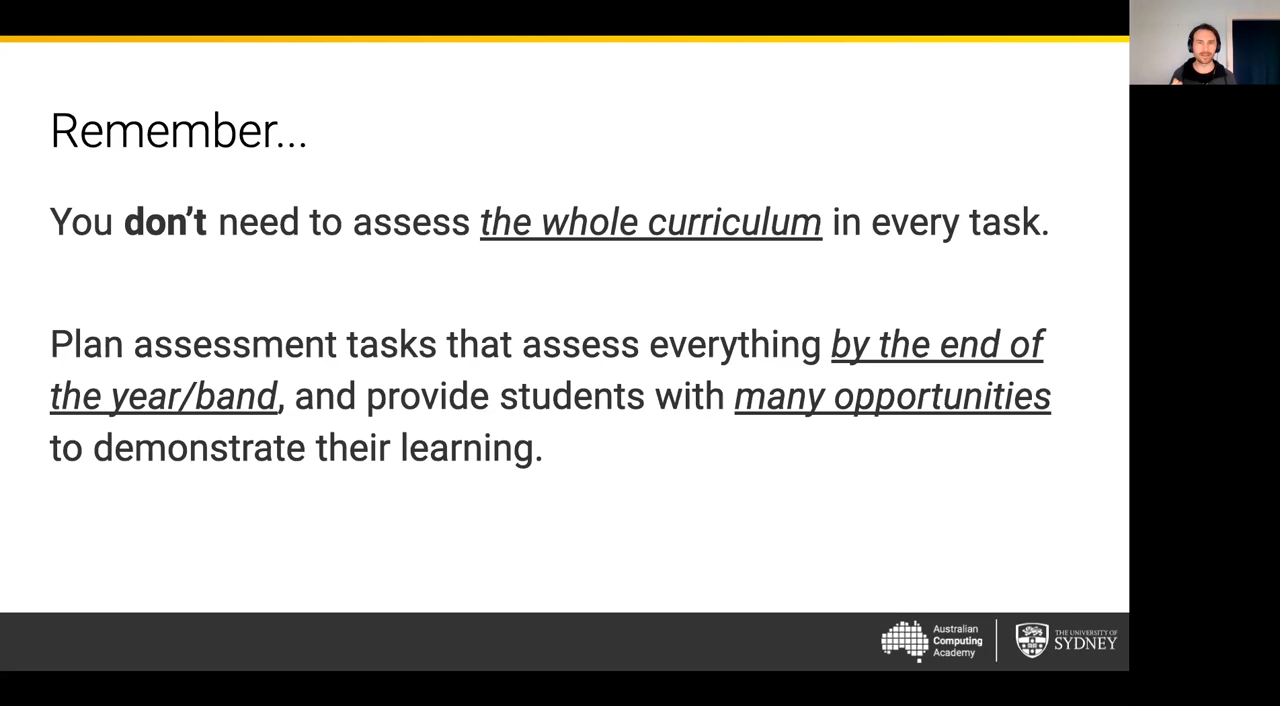 Remember...
You don't need to assess the whole curriculum in every task.
Plan assessment tasks that assess everything by the end of
the year/band, and provide students with many opportunities
to demonstrate their learning.
Australian
Computing
Academy
THE UNIVERSITY OF
SYDNEY